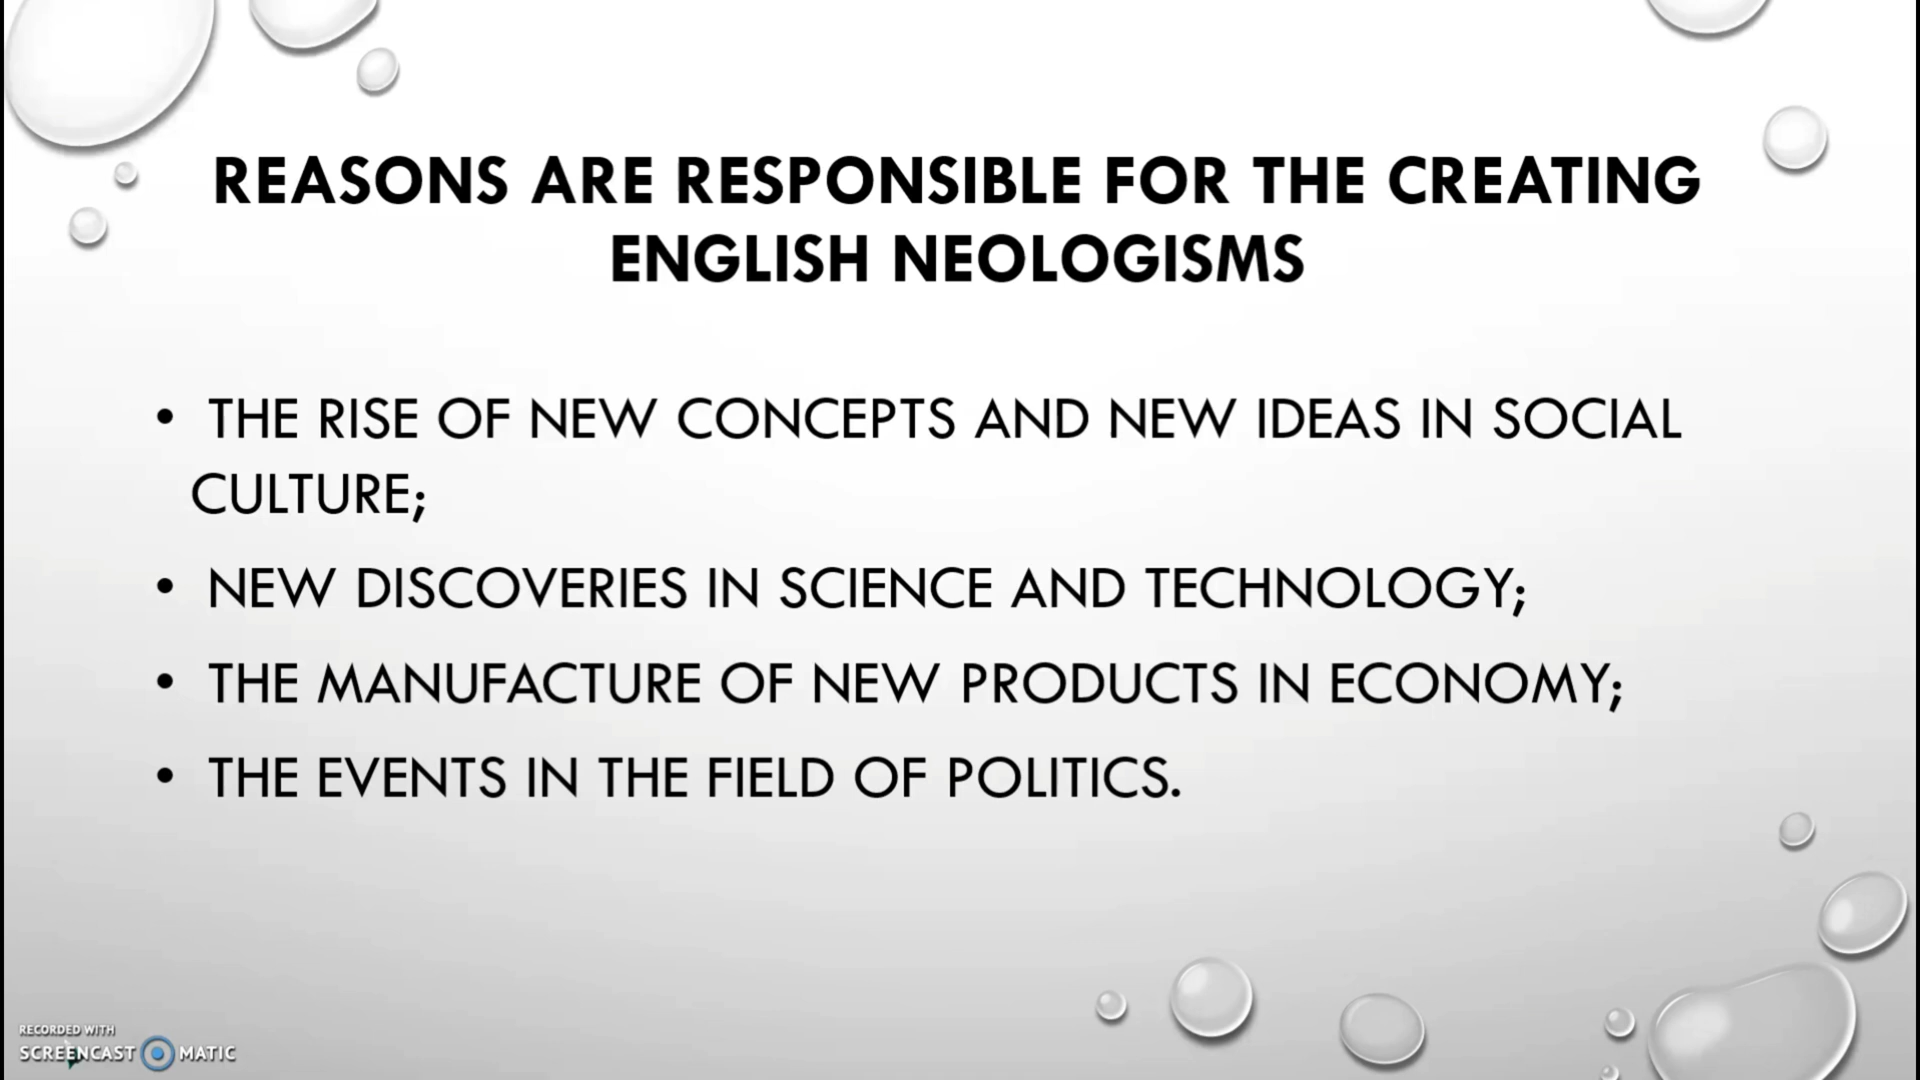 REASONS ARE RESPONSIBLE FOR THE CREATING
ENGLISH NEOLOGISMS
• THE RISE OF NEW CONCEPTS AND NEW IDEAS IN SOCIAL
CULTURE;
• NEW DISCOVERIES IN SCIENCE AND TECHNOLOGY;
• THE MANUFACTURE OF NEW PRODUCTS IN ECONOMY;
• THE EVENTS IN THE FIELD OF POLITICS.
RECORDED WITH
SCREENCAST MATIC